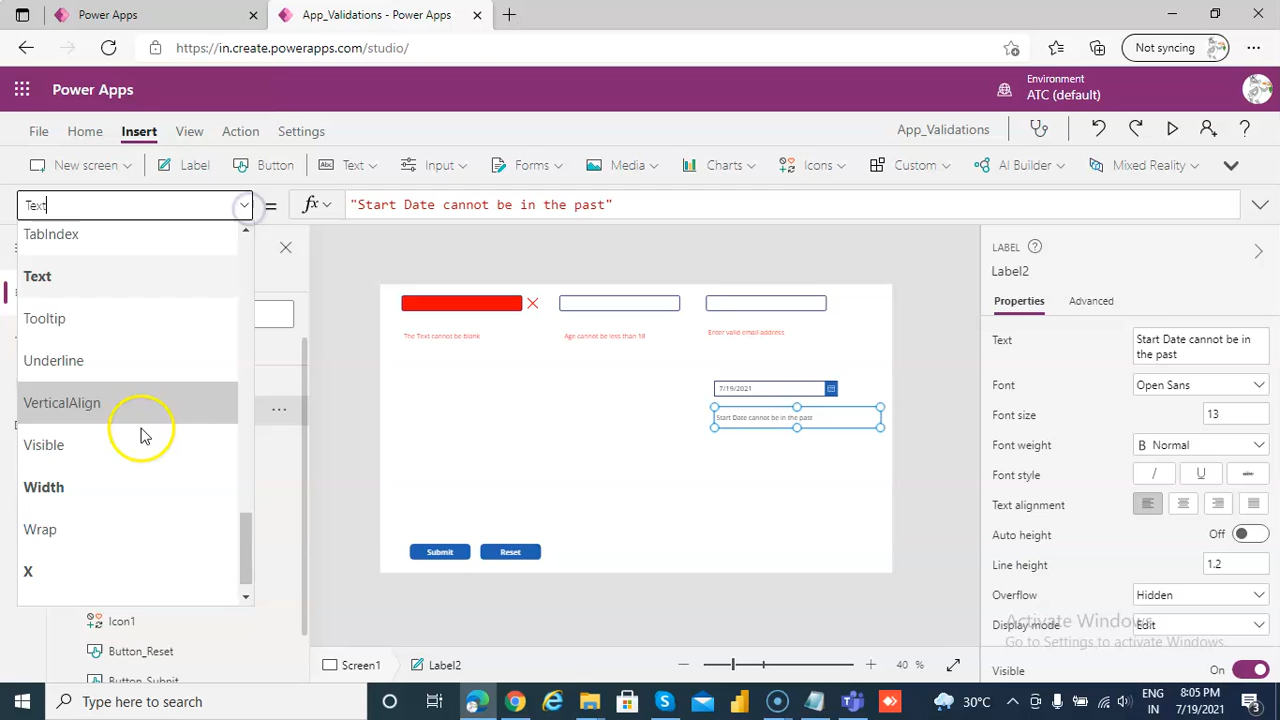 Power Apps
App_Validations - Power Apps
https://in.create.powerapps.com/studio/
Not syncing
Power Apps
Environment
ATC (default)
File
Home
Insert
View
Action
Settings
App_Validations
New screen
Label
Button
Abc
Text
Input
Forms
Media
Charts
Icons
Custom
AI Builder
Mixed Reality
Text
=
fx
"Start Date cannot be in the past"
TabIndex
Text
Tooltip
Underline
VerticalAlign
Visible
Width
Wrap
X
Icon1
Button_Reset
Button_Submit
The Text cannot be blank
Age cannot be less than 18
Enter valid email address
7/19/2021
Start Date cannot be in the past
Submit
Reset
LABEL
Label2
Properties
Advanced
Text
Start Date cannot be in
the past
Font
Open Sans
Font size
13
Font weight
B Normal
Font style
Text alignment
Auto height
Off
Line height
1.2
Overflow
Hidden
Display mode
Edit
Activate Windows
Go to Settings to activate Windows.
Visible
On
Screen1
Label2
40 %
Type here to search
30°C
ENG
IN
8:05 PM
7/19/2021
3